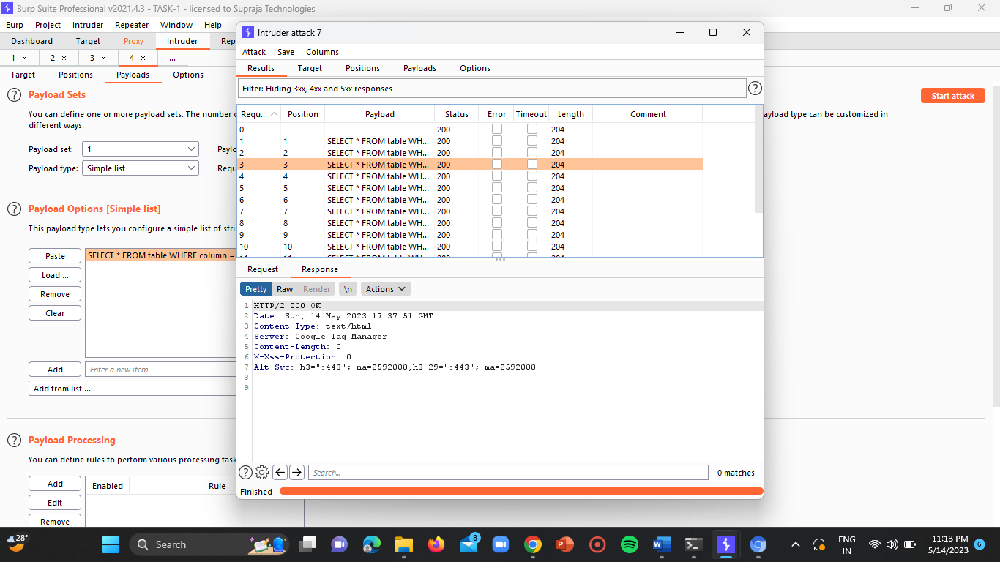 Burp Suite Professional v2021.4.3 - TASK-1 - licensed to Supraja Technologies
Burp Project Intruder Repeater Window Help
Dashboard Target Proxy Intruder Rep
1 × 2 × 3 × 4 × ...
Target Positions Payloads Options
? Payload Sets
Start attack
You can define one or more payload sets. The number o
ayload type can be customized in
different ways.
Payload set: 1 Paylo
Payload type: Simple list Requ
? Payload Options [Simple list]
This payload type lets you configure a simple list of stri
Paste
Load ...
Remove
Clear
SELECT * FROM table WHERE column =
Add Enter a new item
Add from list ...
? Payload Processing
You can define rules to perform various processing task
Add
Edit
Remove
Enabled Rule
Intruder attack 7
Attack Save Columns
Results Target Positions Payloads Options
Filter: Hiding 3xx, 4xx and 5xx responses ?
Requ... Position Payload Status Error Timeout Length Comment
0 200 204
1 1 SELECT * FROM table WH... 200 204
2 2 SELECT * FROM table WH... 200 204
3 3 SELECT * FROM table WH... 200 204
4 4 SELECT * FROM table WH... 200 204
5 5 SELECT * FROM table WH... 200 204
6 6 SELECT * FROM table WH... 200 204
7 7 SELECT * FROM table WH... 200 204
8 8 SELECT * FROM table WH... 200 204
9 9 SELECT * FROM table WH... 200 204
10 10 SELECT * FROM table WH... 200 204
11 11 SELECT * FROM table WH... 200 204
Request Response
Pretty Raw Render \n Actions
1 HTTP/2 200 OK
2 Date: Sun, 14 May 2023 17:37:51 GMT
3 Content-Type: text/html
4 Server: Google Tag Manager
5 Content-Length: 0
6 X-Xss-Protection: 0
7 Alt-Svc: h3=":443"; ma=2592000,h3-29=":443"; ma=2592000
8
9
? Search... 0 matches
Finished
28°
Search
8
ENG
IN
11:13 PM
5/14/2023
6